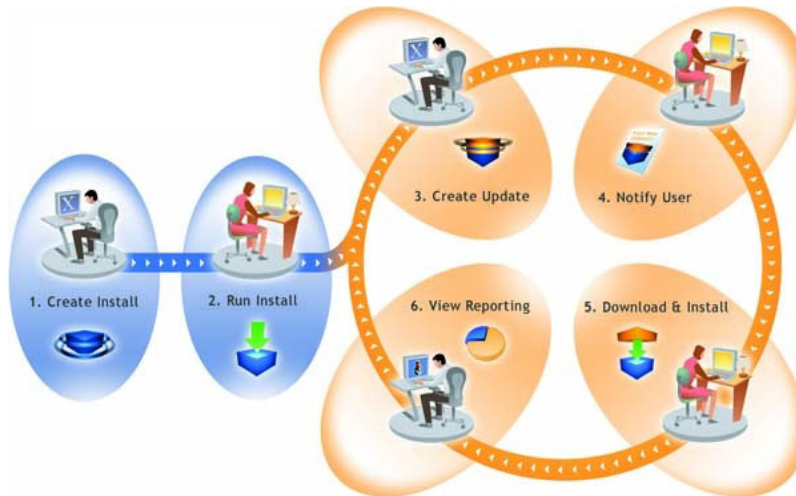 1. Create Install
2. Run Install
3. Create Update
4. Notify User
5. Download & Install
6. View Reporting
X
X